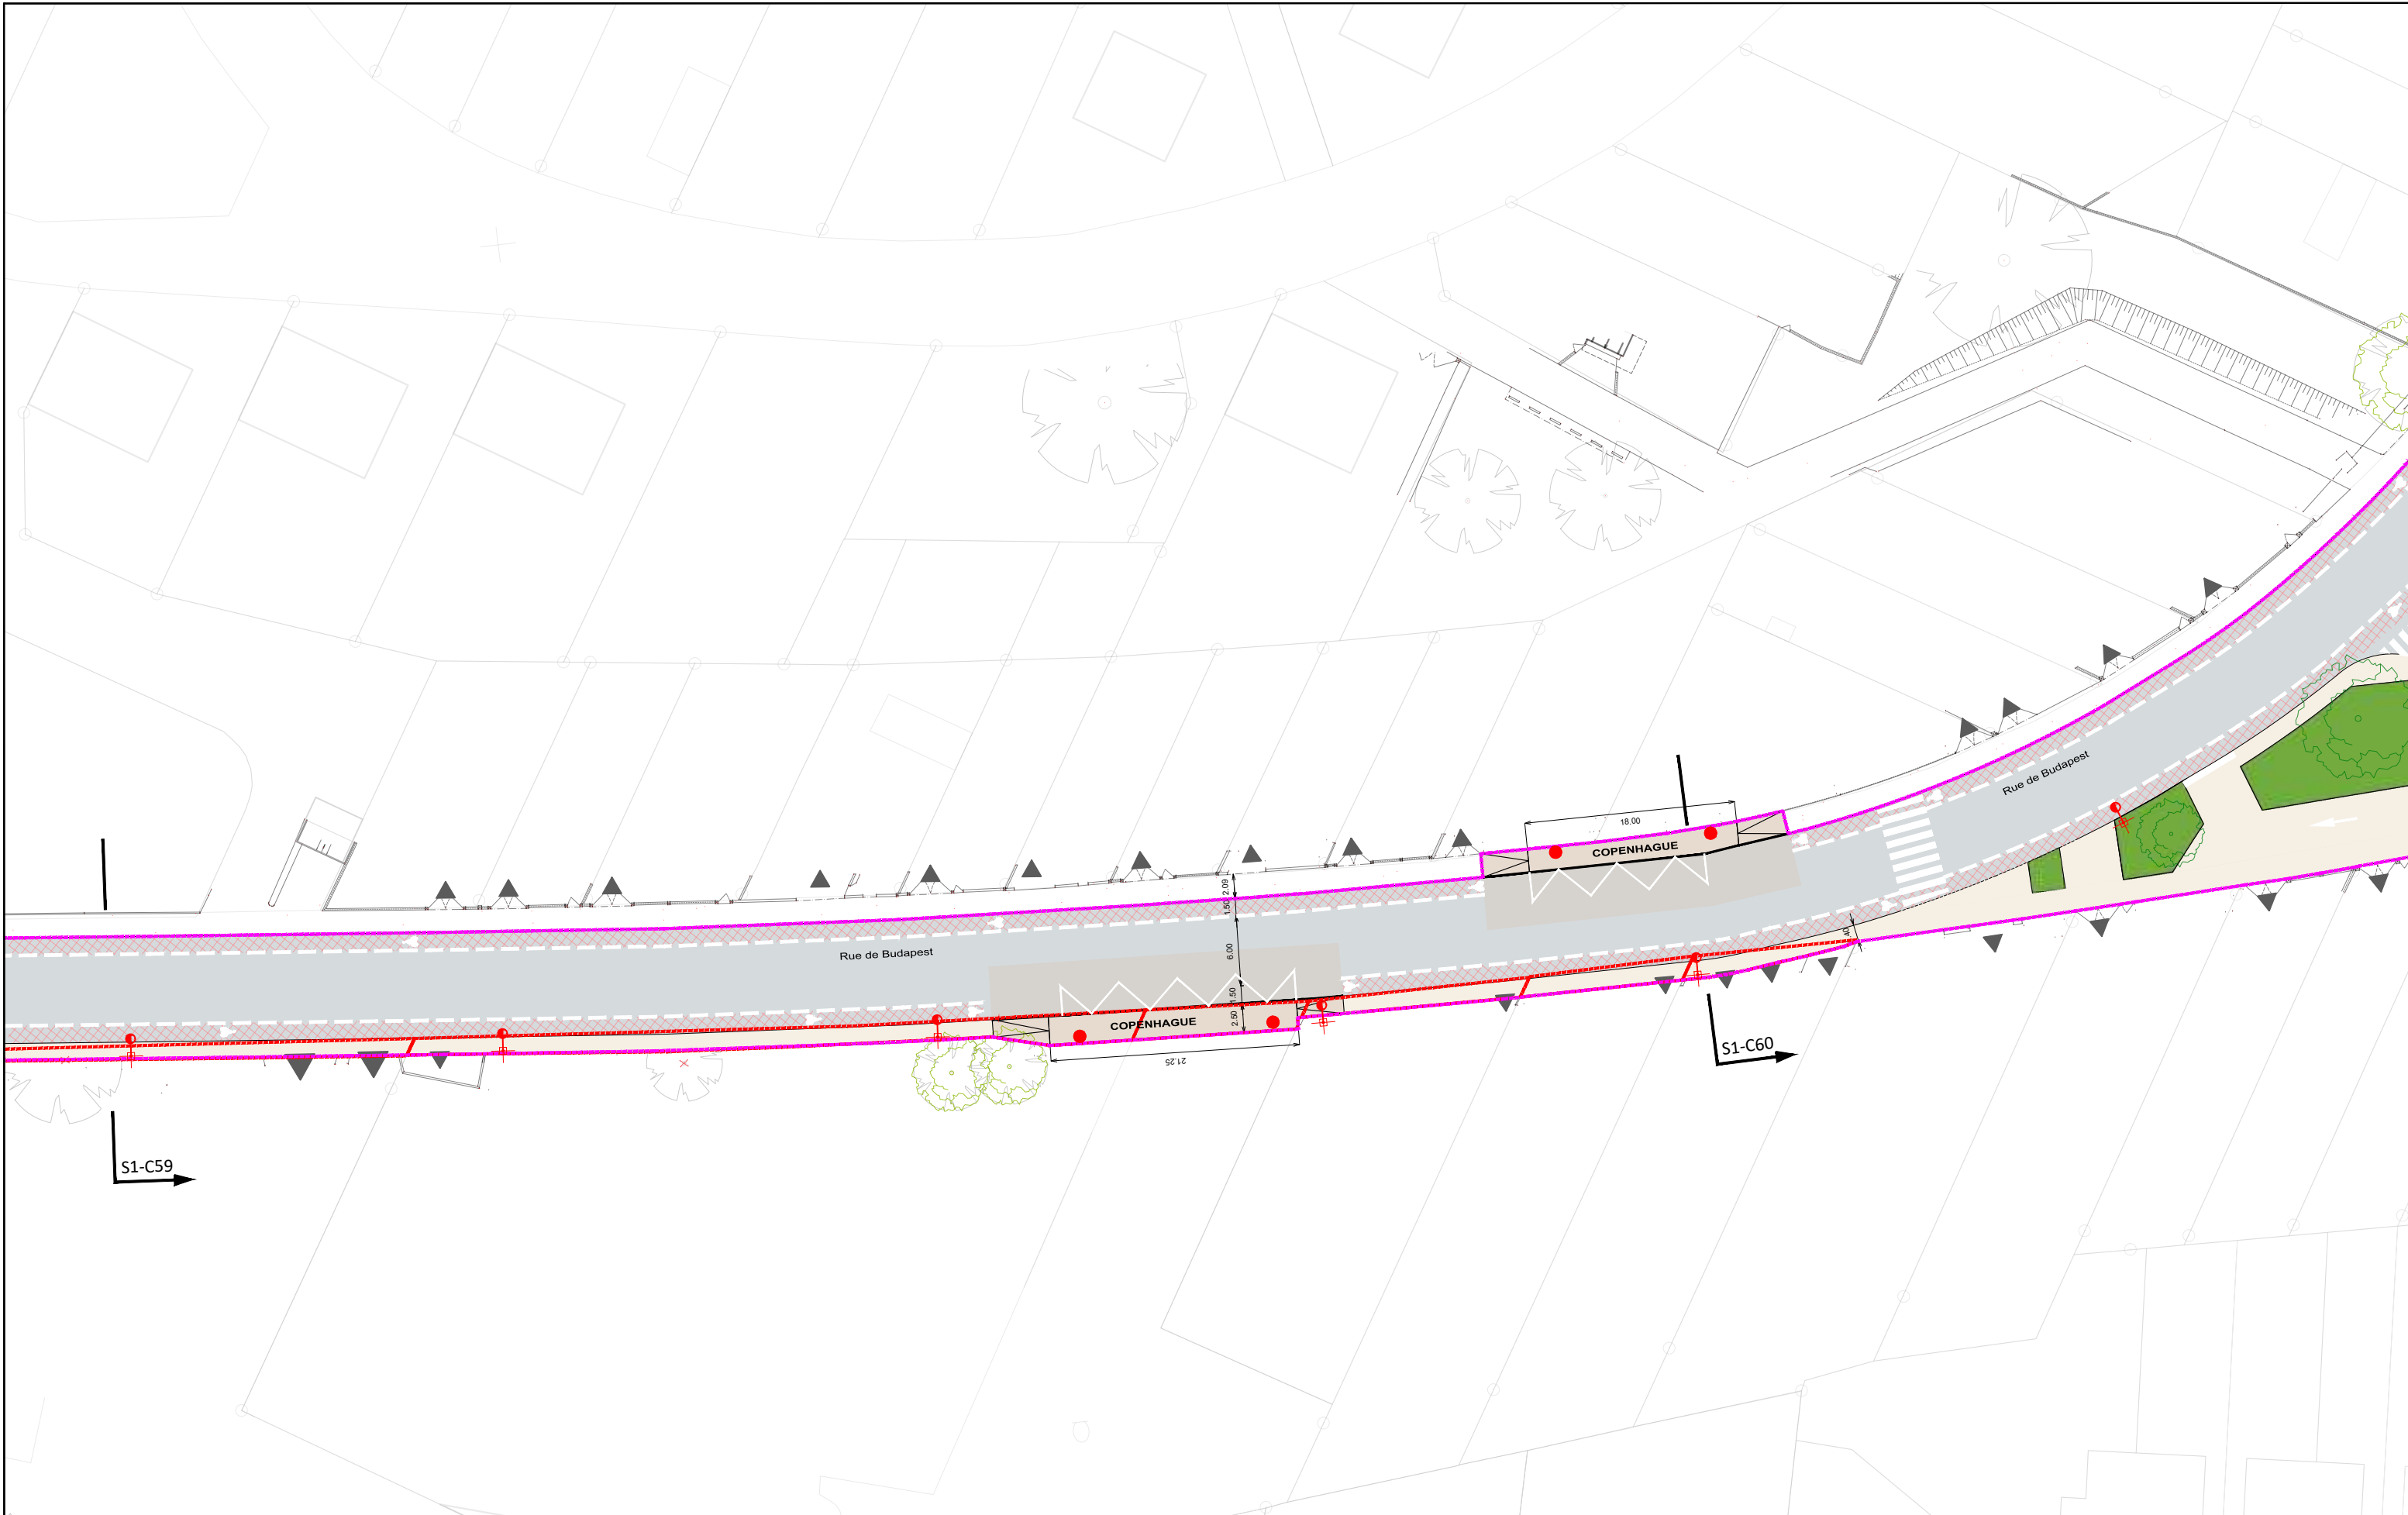 Rue de Budapest
18.00
COPENHAGUE
2.09
1.50
Rue de Budapest
6.00
1.50
2.50
COPENHAGUE
21.25
S1-C60
S1-C59